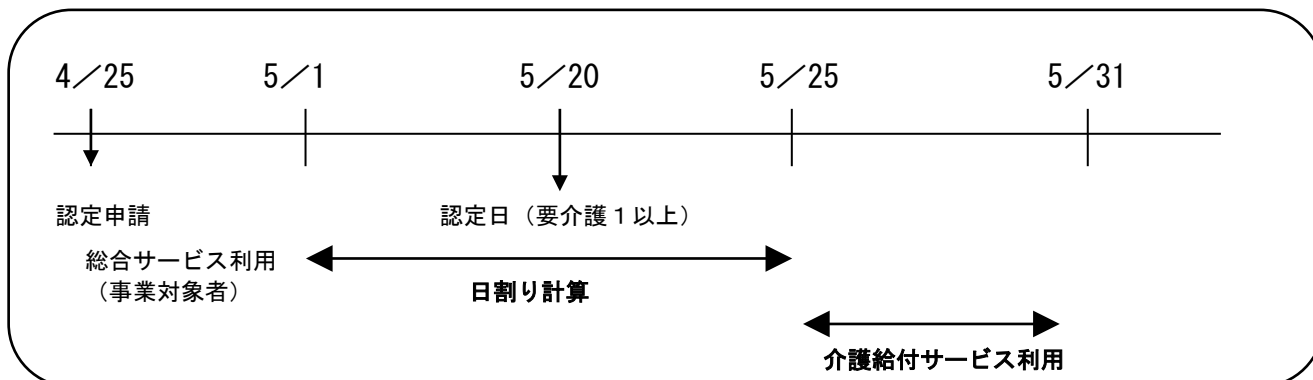 4／25 5／1 5／20 5／25 5／31
認定申請 認定日（要介護１以上）
総合サービス利用
（事業対象者） 日割り計算
介護給付サービス利用